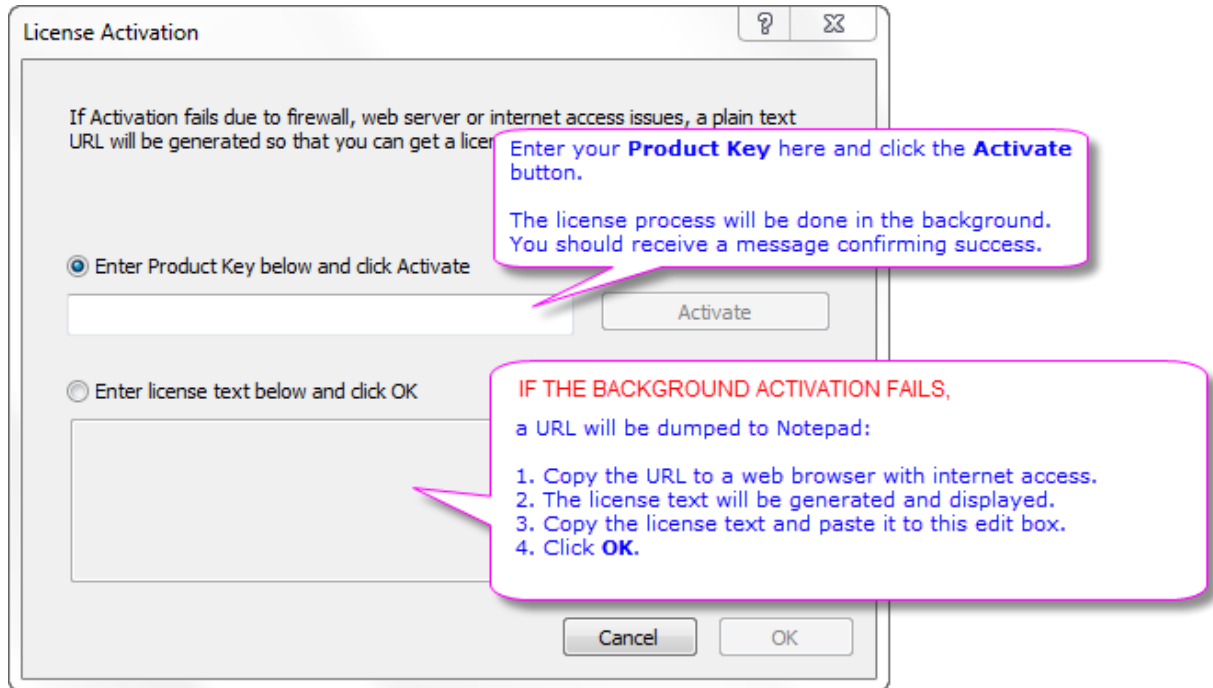 License Activation
If Activation fails due to firewall, web server or internet access issues, a plain text
URL will be generated so that you can get a
Enter your Product Key here and click the Activate
button.
The license process will be done in the background.
You should receive a message confirming success.
Enter Product Key below and click Activate
Activate
Enter license text below and click OK
IF THE BACKGROUND ACTIVATION FAILS,
a URL will be dumped to Notepad:
1. Copy the URL to a web browser with internet access.
2. The license text will be generated and displayed.
3. Copy the license text and paste it to this edit box.
4. Click OK.
Cancel
OK